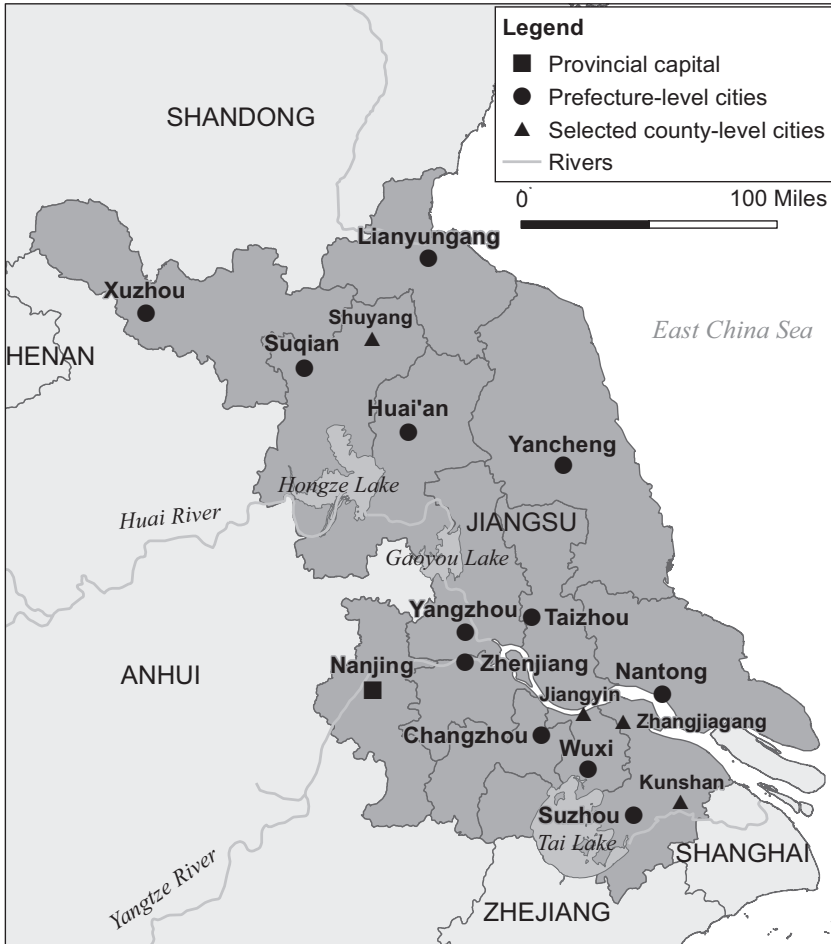 Legend
Provincial capital
Prefecture-level cities
Selected county-level cities
Rivers
0
100 Miles
SHANDONG
Lianyungang
Xuzhou
Shuyang
East China Sea
HENAN
Suqian
Huai'an
Yancheng
Hongze Lake
Huai River
JIANGSU
Gaoyou Lake
Yangzhou
Taizhou
Nanjing
Zhenjiang
ANHUI
Nantong
Jiangyin
Zhangjiagang
Changzhou
Wuxi
Kunshan
Suzhou
Tai Lake
SHANGHAI
Yangtze River
ZHEJIANG